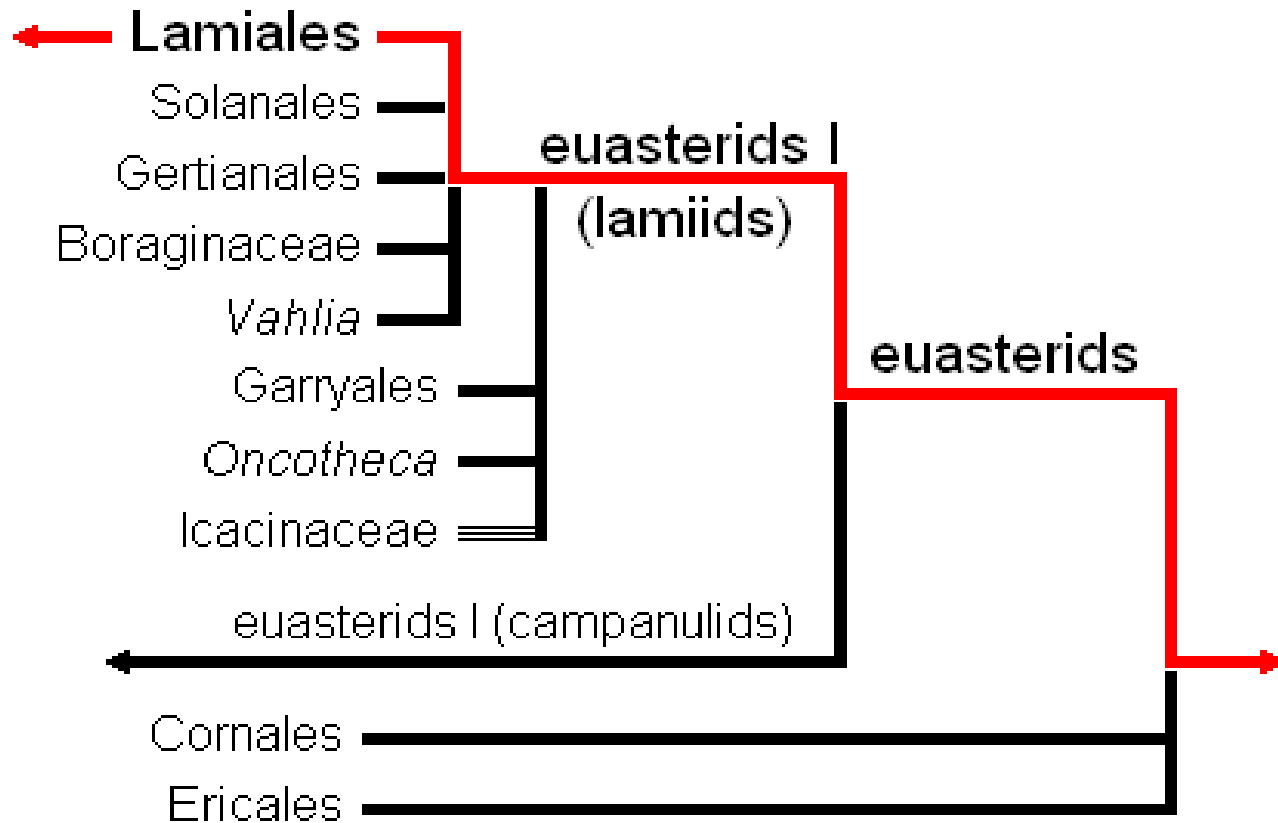 Lamiales
Solanales
euasterids I
Gertianales
(lamiids)
Boraginaceae
Vahlia
euasterids
Garryales
Oncotheca
Icacinaceae
euasterids I (campanulids)
Cornales
Ericales